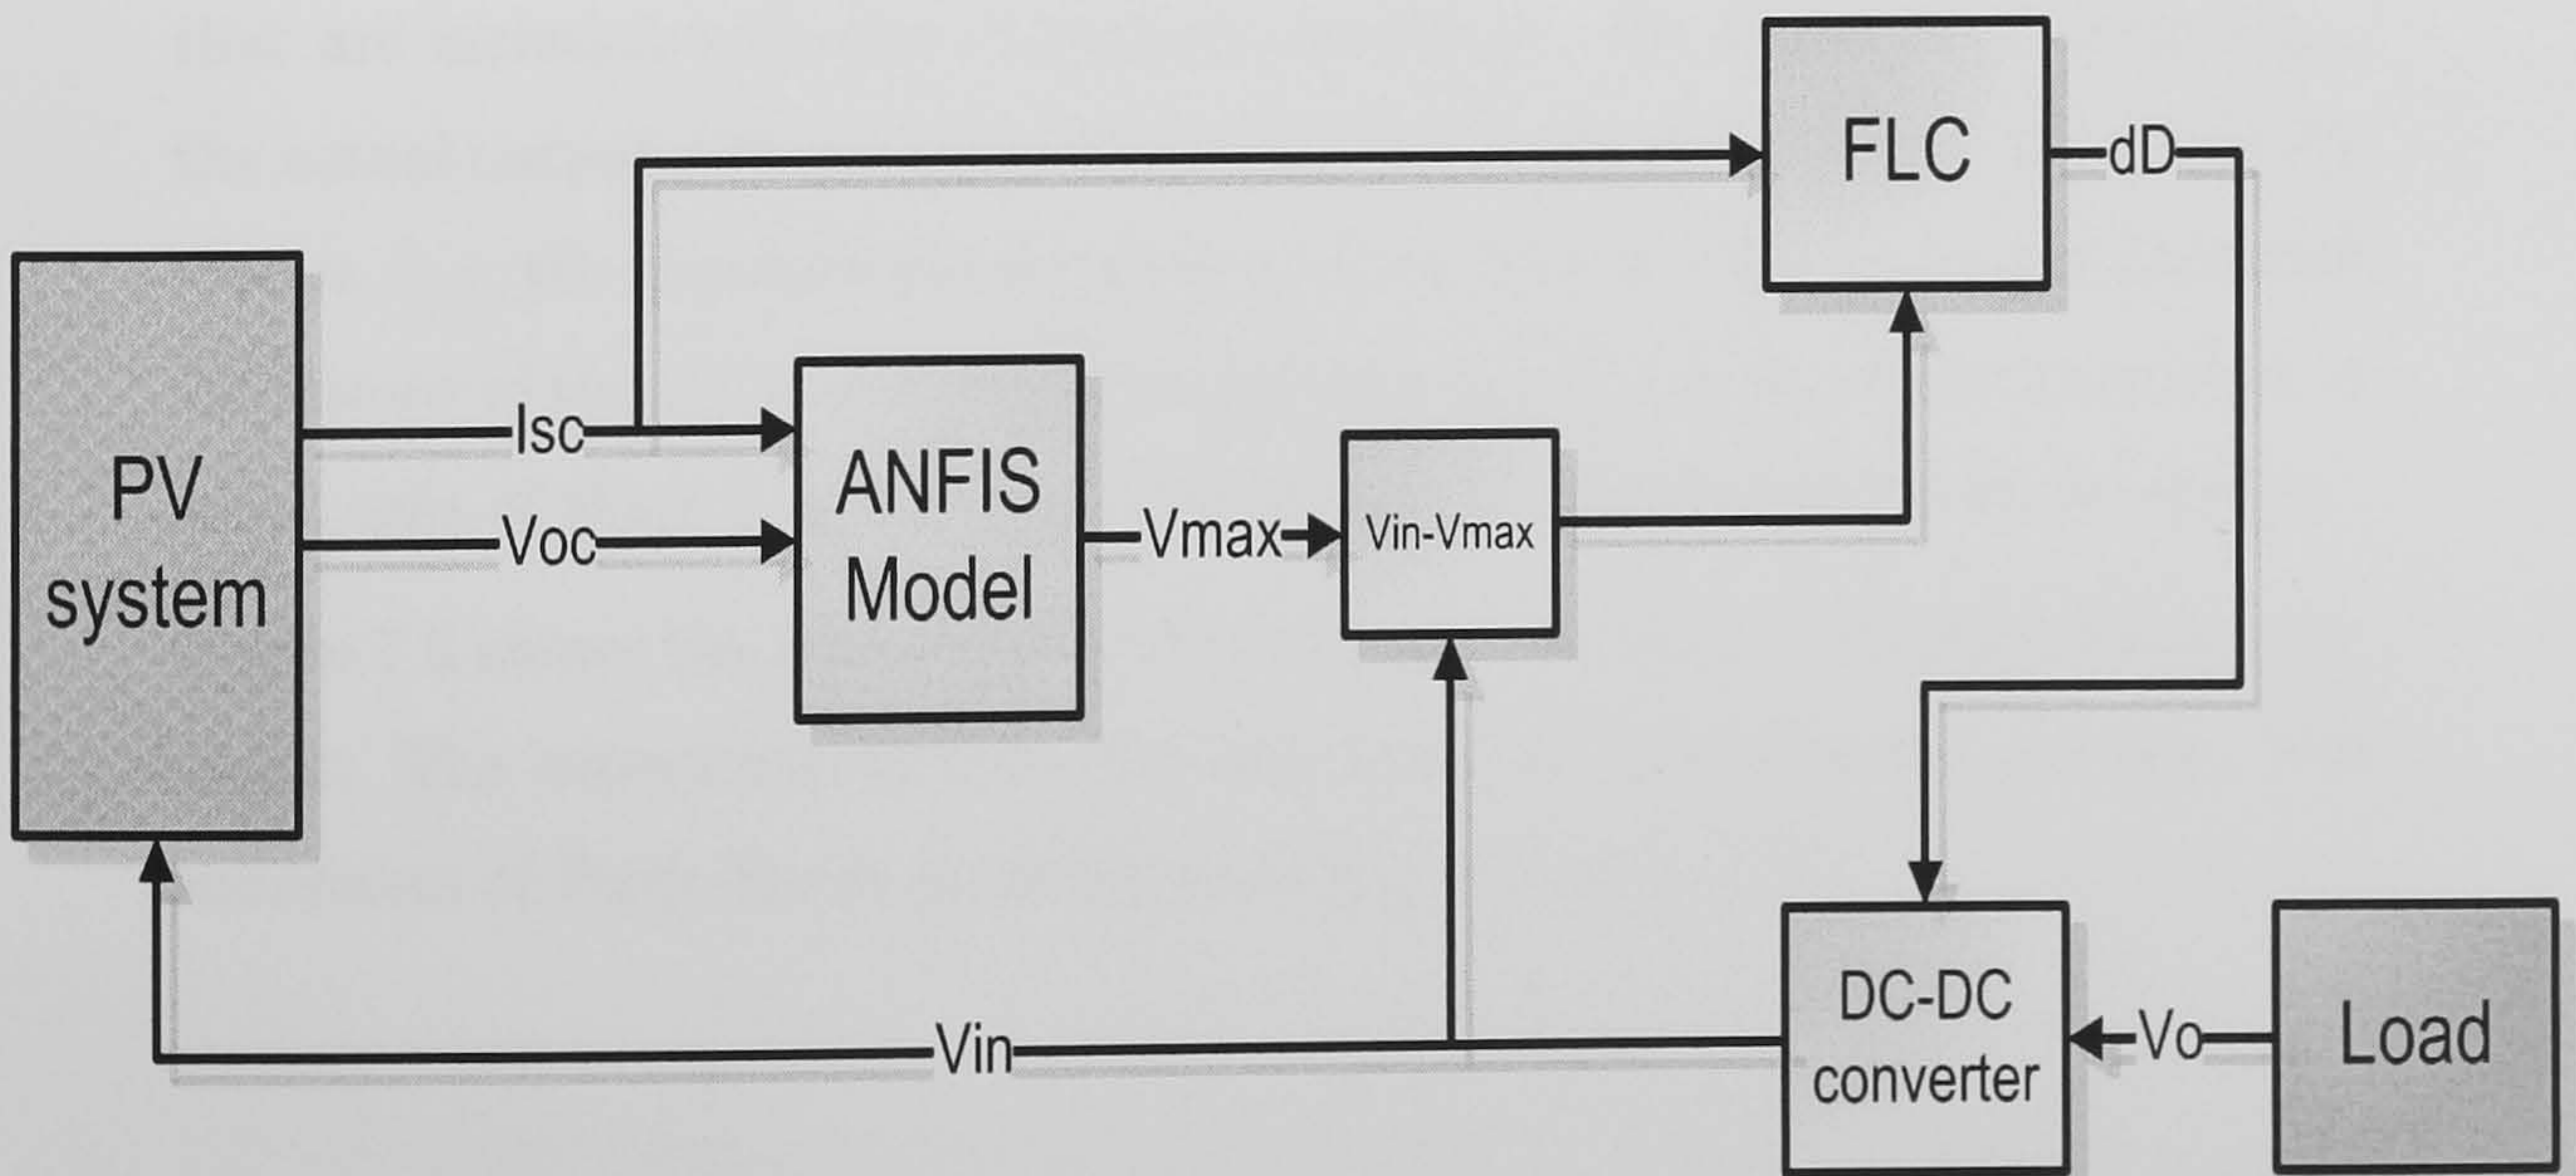 FLC
dD
Isc
PV
system
ANFIS
Model
Voc
Vmax
Vin-Vmax
Vin
DC-DC
converter
Vo
Load